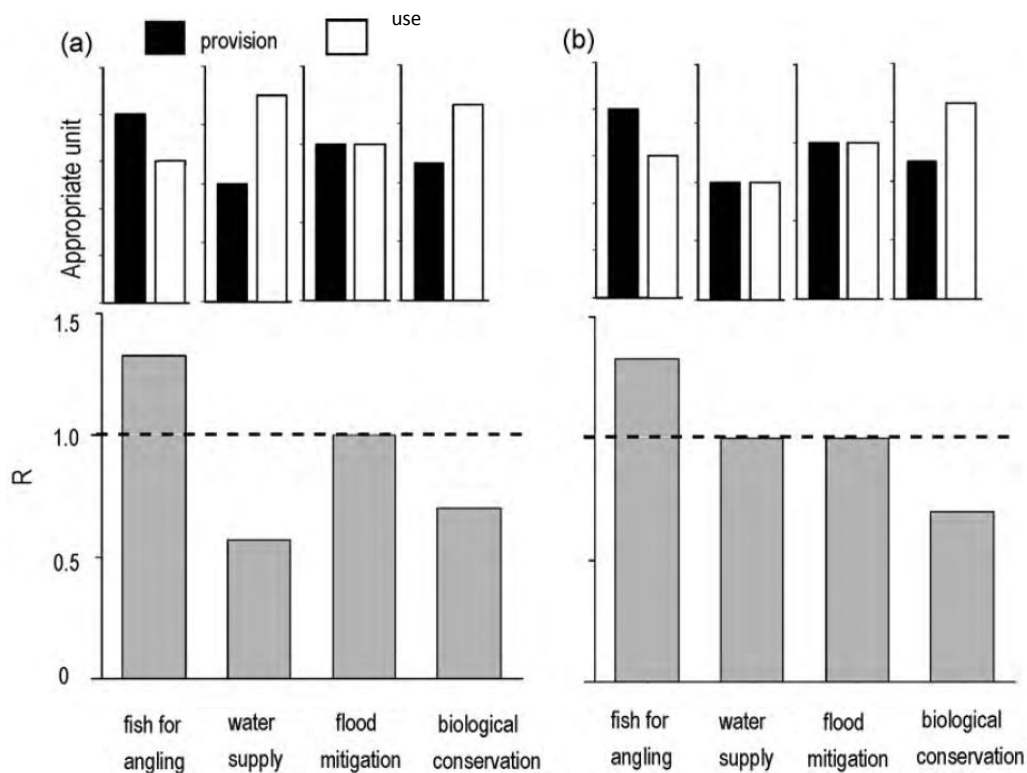 (a)
provision
use
(b)
Appropriate unit
1.5
1.0
R
0.5
0
fish for
angling
water
supply
flood
mitigation
biological
conservation
fish for
angling
water
supply
flood
mitigation
biological
conservation